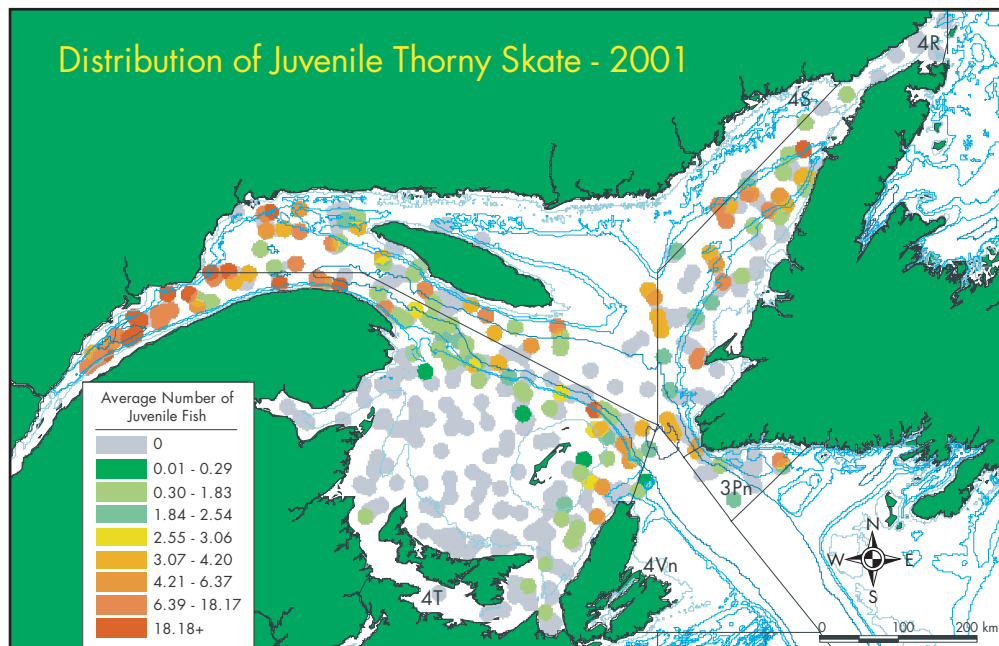 Distribution of Juvenile Thorny Skate - 2001
4R
4S
3Pn
4Vn
4T
Average Number of
Juvenile Fish
0
0.01 - 0.29
0.30 - 1.83
1.84 - 2.54
2.55 - 3.06
3.07 - 4.20
4.21 - 6.37
6.39 - 18.17
18.18+
N
W E
S
0 100 200 km